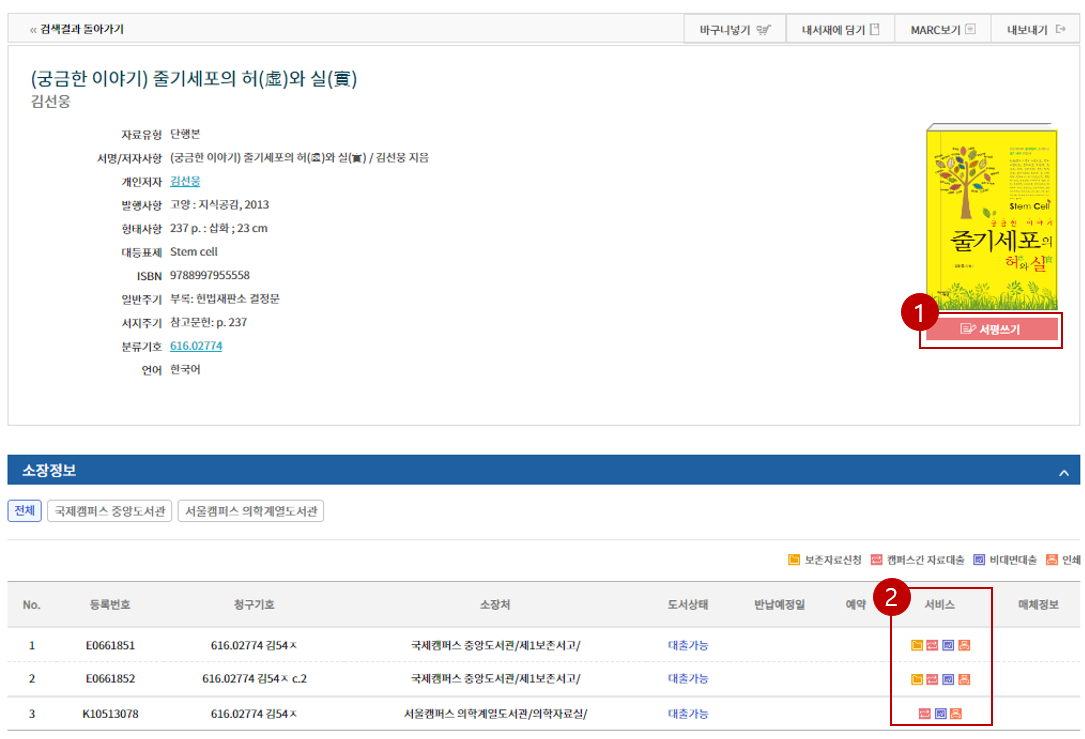 « 검색결과 돌아가기
바구니넣기 내서재에 담기 MARC보기 내보내기
(궁금한 이야기) 줄기세포의 허(虛)와 실(實)
김선웅
자료유형 단행본
서명/저자사항 (궁금한 이야기) 줄기세포의 허(虛)와 실(實) / 김선웅 지음
개인저자 김선웅
발행사항 고양 : 지식공감, 2013
형태사항 237 p. : 삽화 ; 23 cm
대등표제 Stem cell
ISBN 9788997955558
일반주기 부록: 헌법재판소 결정문
서지주기 참고문헌: p. 237
분류기호 616.02774
언어 한국어
Stem Cell
궁금한 이야기
줄기세포의
허와 실
1
서평쓰기
소장정보
전체 국제캠퍼스 중앙도서관 서울캠퍼스 의학계열도서관
보존자료신청 캠퍼스간 자료대출 비대면대출 인쇄
2
No. 등록번호 청구기호 소장처 도서상태 반납예정일 예약 서비스 매체정보
1 E0661851 616.02774 김54ㅈ 국제캠퍼스 중앙도서관/제1보존서고/ 대출가능
2 E0661852 616.02774 김54ㅈ c.2 국제캠퍼스 중앙도서관/제1보존서고/ 대출가능
3 K10513078 616.02774 김54ㅈ 서울캠퍼스 의학계열도서관/의학자료실/ 대출가능